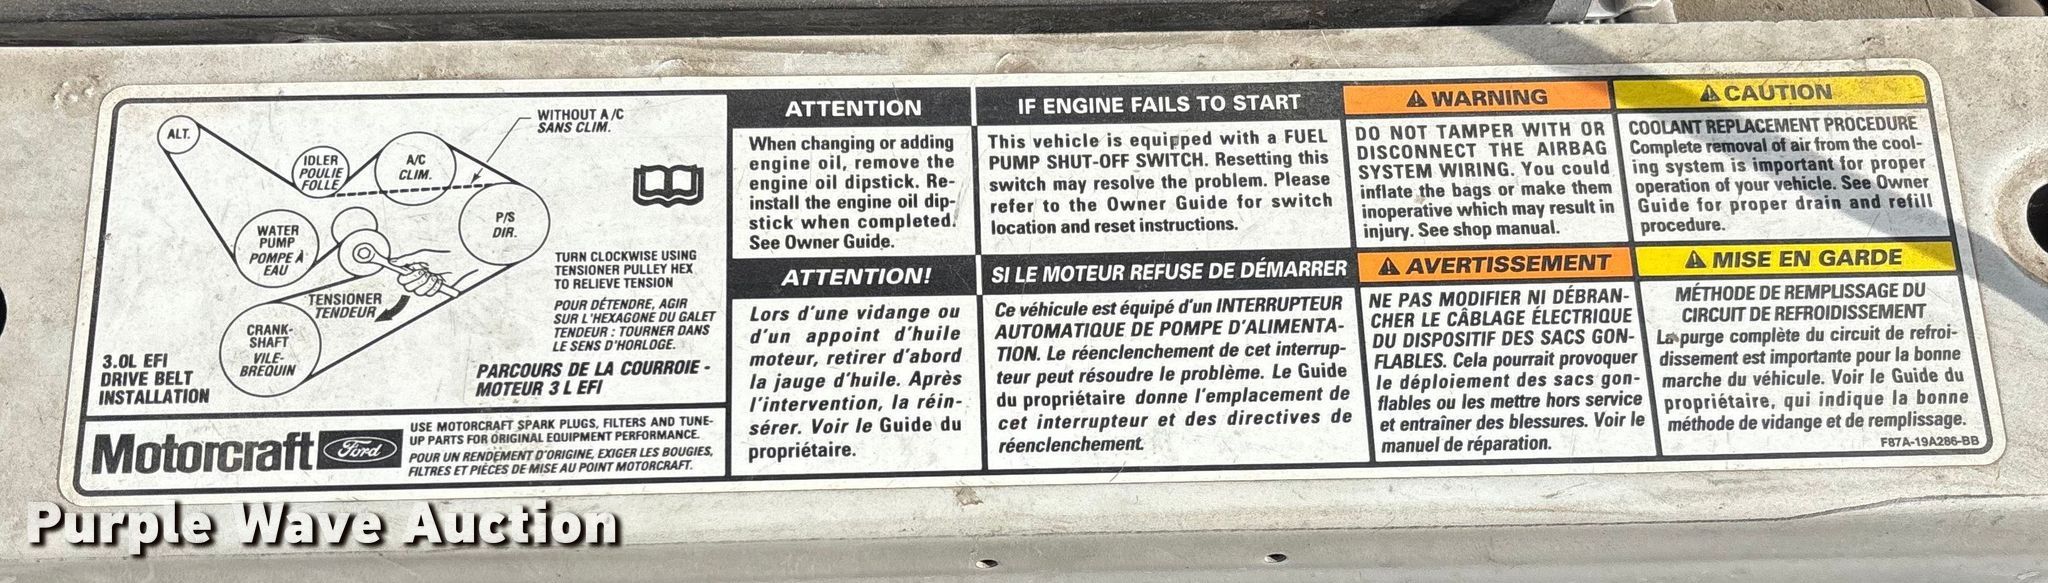 ALT.
IDLER
POULIE
FOLLE
A/C
CLIM.
WITHOUT A/C
SANS CLIM.
WATER
PUMP
POMPE À
EAU
P/S
DIR.
TENSIONER
TENDEUR
CRANK-
SHAFT
VILE-
BREQUIN
TURN CLOCKWISE USING
TENSIONER PULLEY HEX
TO RELIEVE TENSION
POUR DÉTENDRE, AGIR
SUR L'HEXAGONE DU GALET
TENDEUR : TOURNER DANS
LE SENS D'HORLOGE.
3.0L EFI
DRIVE BELT
INSTALLATION
PARCOURS DE LA COURROIE -
MOTEUR 3 L EFI
Motorcraft
Ford
USE MOTORCRAFT SPARK PLUGS, FILTERS AND TUNE-
UP PARTS FOR ORIGINAL EQUIPMENT PERFORMANCE.
POUR UN RENDEMENT D'ORIGINE, EXIGER LES BOUGIES,
FILTRES ET PIÈCES DE MISE AU POINT MOTORCRAFT.
ATTENTION
When changing or adding
engine oil, remove the
engine oil dipstick. Re-
install the engine oil dip-
stick when completed.
See Owner Guide.
ATTENTION!
Lors d'une vidange ou
d'un appoint d'huile
moteur, retirer d'abord
la jauge d'huile. Après
l'intervention, la réin-
sérer. Voir le Guide du
propriétaire.
IF ENGINE FAILS TO START
This vehicle is equipped with a FUEL
PUMP SHUT-OFF SWITCH. Resetting this
switch may resolve the problem. Please
refer to the Owner Guide for switch
location and reset instructions.
SI LE MOTEUR REFUSE DE DÉMARRER
Ce véhicule est équipé d'un INTERRUPTEUR
AUTOMATIQUE DE POMPE D'ALIMENTA-
TION. Le réenclenchement de cet interrup-
teur peut résoudre le problème. Le Guide
du propriétaire donne l'emplacement de
cet interrupteur et des directives de
réenclenchement.
WARNING
DO NOT TAMPER WITH OR
DISCONNECT THE AIRBAG
SYSTEM WIRING. You could
inflate the bags or make them
inoperative which may result in
injury. See shop manual.
AVERTISSEMENT
NE PAS MODIFIER NI DÉBRAN-
CHER LE CÂBLAGE ÉLECTRIQUE
DU DISPOSITIF DES SACS GON-
FLABLES. Cela pourrait provoquer
le déploiement des sacs gon-
flables ou les mettre hors service
et entraîner des blessures. Voir le
manuel de réparation.
CAUTION
COOLANT REPLACEMENT PROCEDURE
Complete removal of air from the cool-
ing system is important for proper
operation of your vehicle. See Owner
Guide for proper drain and refill
procedure.
MISE EN GARDE
MÉTHODE DE REMPLISSAGE DU
CIRCUIT DE REFROIDISSEMENT
La purge complète du circuit de refroi-
dissement est importante pour la bonne
marche du véhicule. Voir le Guide du
propriétaire, qui indique la bonne
méthode de vidange et de remplissage.
F87A-19A286-BB
Purple Wave Auction